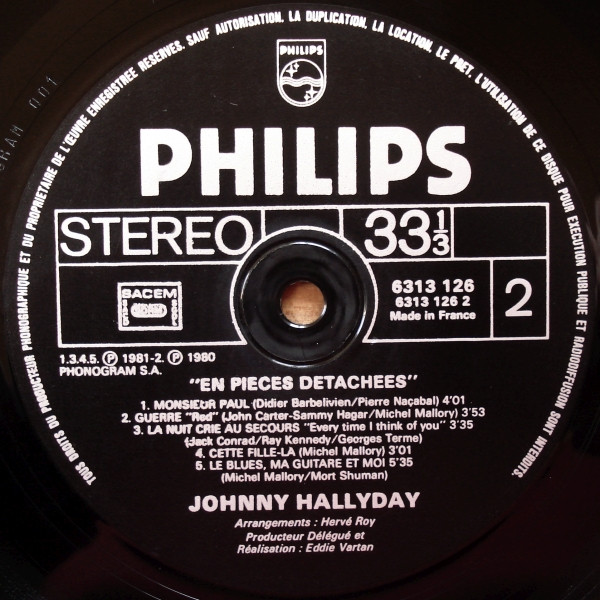 TOUS DROITS DU PRODUCTEUR PHONOGRAPHIQUE ET DU PROPRIETAIRE DE L'ŒUVRE ENREGISTREE RESERVES. SAUF AUTORISATION, LA DUPLICATION, LA LOCATION, LE PRET, L'UTILISATION DE CE DISQUE POUR EXECUTION PUBLIQUE ET RADIODIFFUSION SONT INTERDITS.
PHILIPS
PHILIPS
STEREO 33⅓
6313 126
6313 126 2
Made in France
2
SACEM
1.3.4.5. Ⓟ 1981-2. Ⓟ 1980
PHONOGRAM S.A.
"EN PIECES DETACHEES"
1. MONSIEUR PAUL (Didier Barbelivien/Pierre Naçabal) 4'01
2. GUERRE "Red" (John Carter-Sammy Hagar/Michel Mallory) 3'53
3. LA NUIT CRIE AU SECOURS "Every time I think of you" 3'35
(Jack Conrad/Ray Kennedy/Georges Terme)
4. CETTE FILLE-LA (Michel Mallory) 3'01
5. LE BLUES, MA GUITARE ET MOI 5'35
(Michel Mallory/Mort Shuman)
JOHNNY HALLYDAY
Arrangements : Hervé Roy
Producteur Délégué et
Réalisation : Eddie Vartan